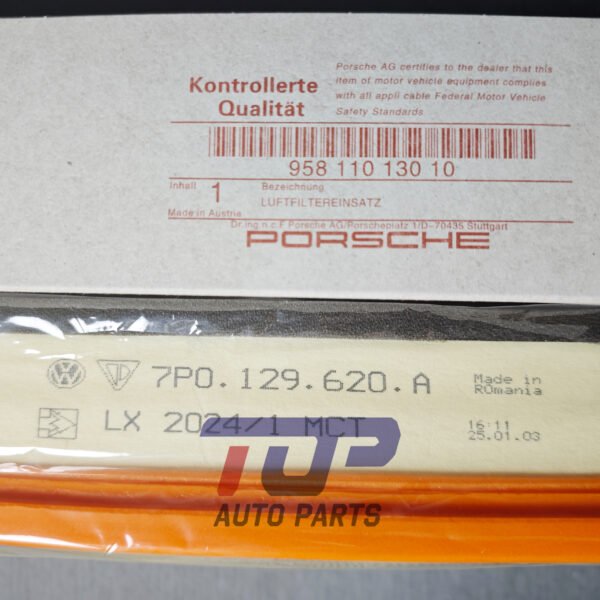 Kontrollerte
Qualität
Porsche AG certifies to the dealer that this
item of motor vehicle equipment complies
with all appli cable Federal Motor Vehicle
Safety Standards
958 110 130 10
Inhalt 1
Bezeichnung
LUFTFILTEREINSATZ
Made in Austria
Dr.ing.n.c.F Porsche AG/Porscheplatz 1/D-70435 Stuttgart
PORSCHE
7P0.129.620.A
Made in
ROmania
LX 2024/1 MCT
16:11
25.01.03
TOP
AUTO PARTS